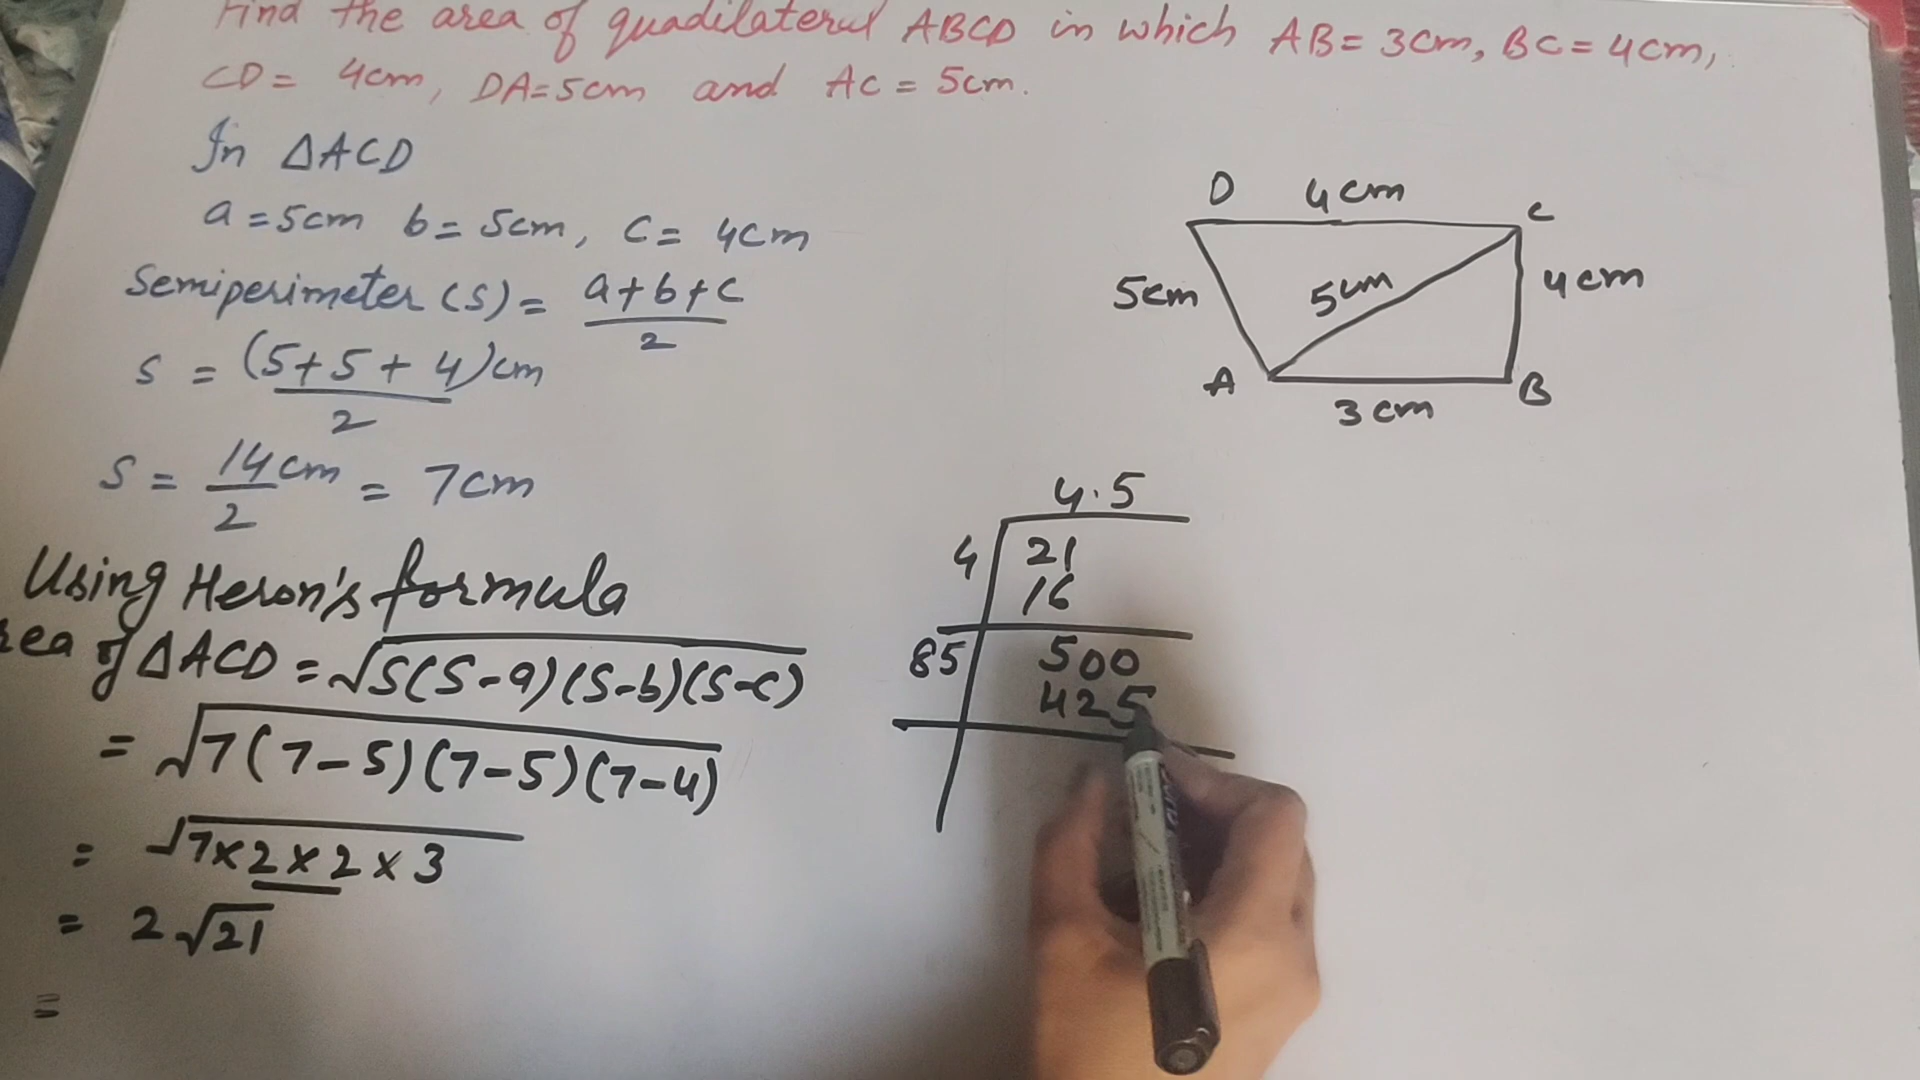 Find the area of quadilateral ABCD in which AB = 3cm, BC = 4cm,
CD = 4cm, DA = 5cm and AC = 5cm.
In △ACD
a = 5cm b = 5cm, c = 4cm
Semiperimeter (S) = a+b+c
2
S = (5+5+4)cm
2
S = 14cm = 7cm
2
Using Heron's formula
rea of △ACD = √S(S-a)(S-b)(S-c)
= √7(7-5)(7-5)(7-4)
= √7×2×2×3
= 2√21
=
D 4cm C
5cm 5cm 4cm
A 3cm B
4.5
4 21
16
85 500
425